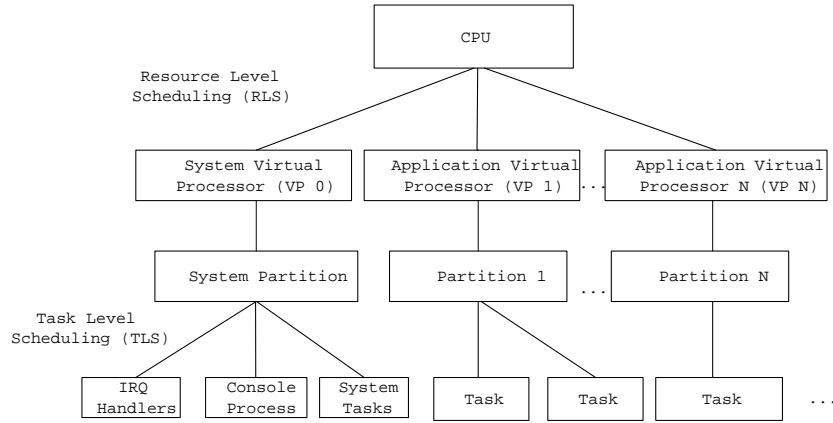 CPU
Resource Level
Scheduling (RLS)
System Virtual
Processor (VP 0)
Application Virtual
Processor (VP 1)
...
Application Virtual
Processor N (VP N)
System Partition
Partition 1
...
Partition N
Task Level
Scheduling (TLS)
IRQ
Handlers
Console
Process
System
Tasks
Task
Task
Task
...